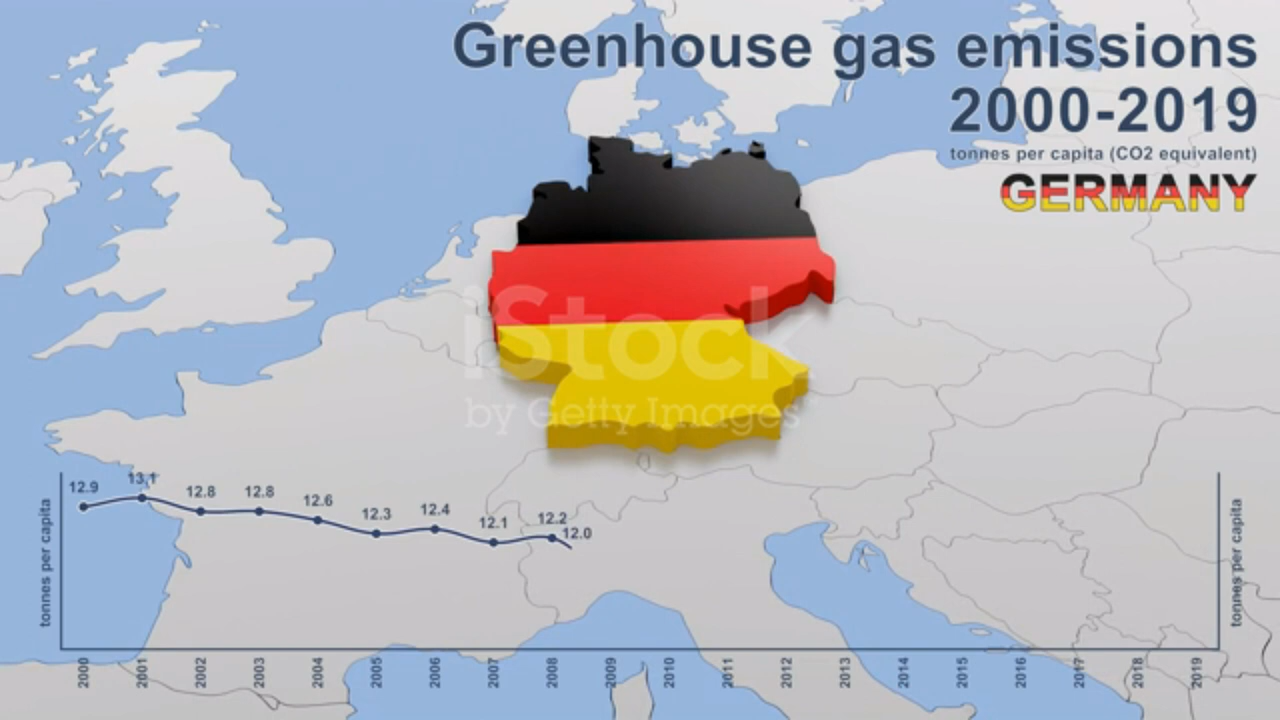 Greenhouse gas emissions
2000-2019
tonnes per capita (CO2 equivalent)
GERMANY
iStock
by Getty Images
12.9
13.1
12.8
12.8
12.6
12.3
12.4
12.1
12.2
12.0
tonnes per capita
tonnes per capita
2000 2001 2002 2003 2004 2005 2006 2007 2008 2009 2010 2011 2012 2013 2014 2015 2016 2017 2018 2019